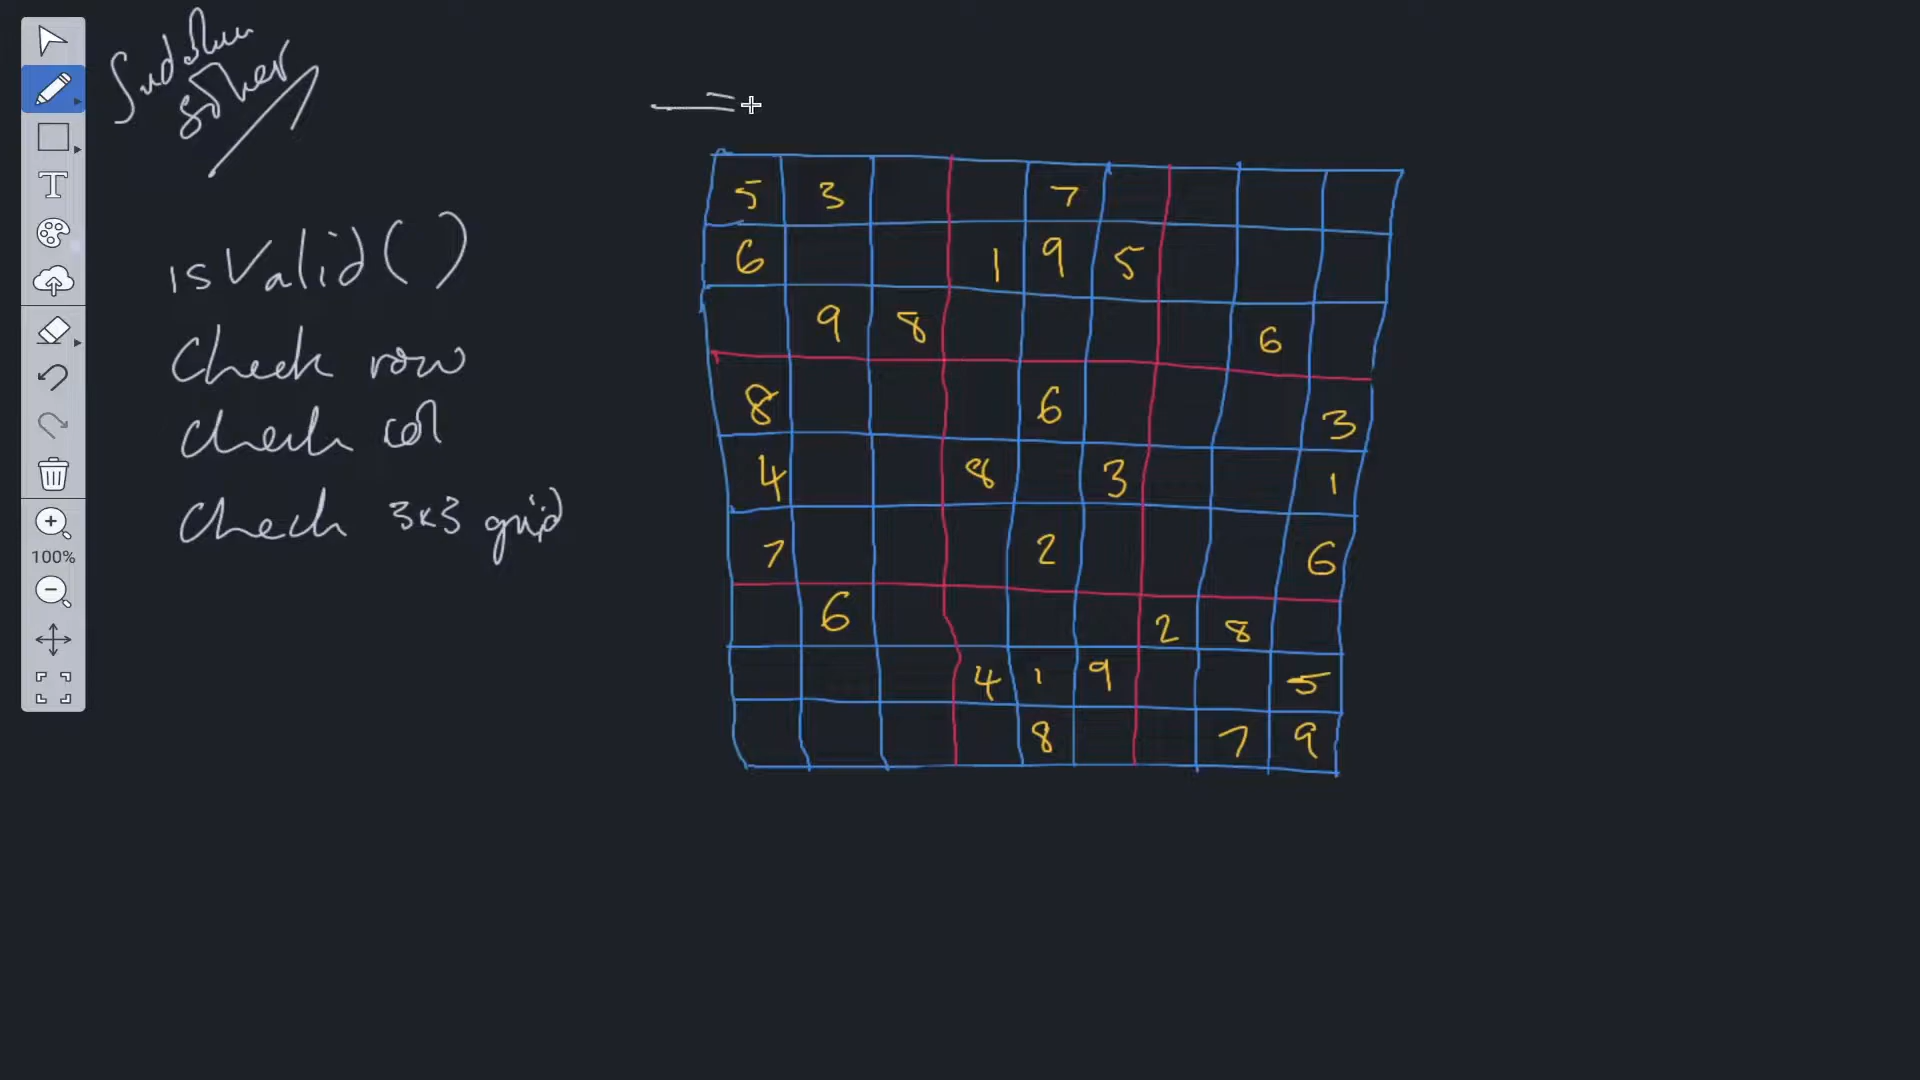 Sudoku
solver
isValid()
Check row
check col
check 3x3 grid
5 3 7
6 1 9 5
9 8 6
8 6 3
4 8 3 1
7 2 6
6 2 8
4 1 9 5
8 7 9
T
100%